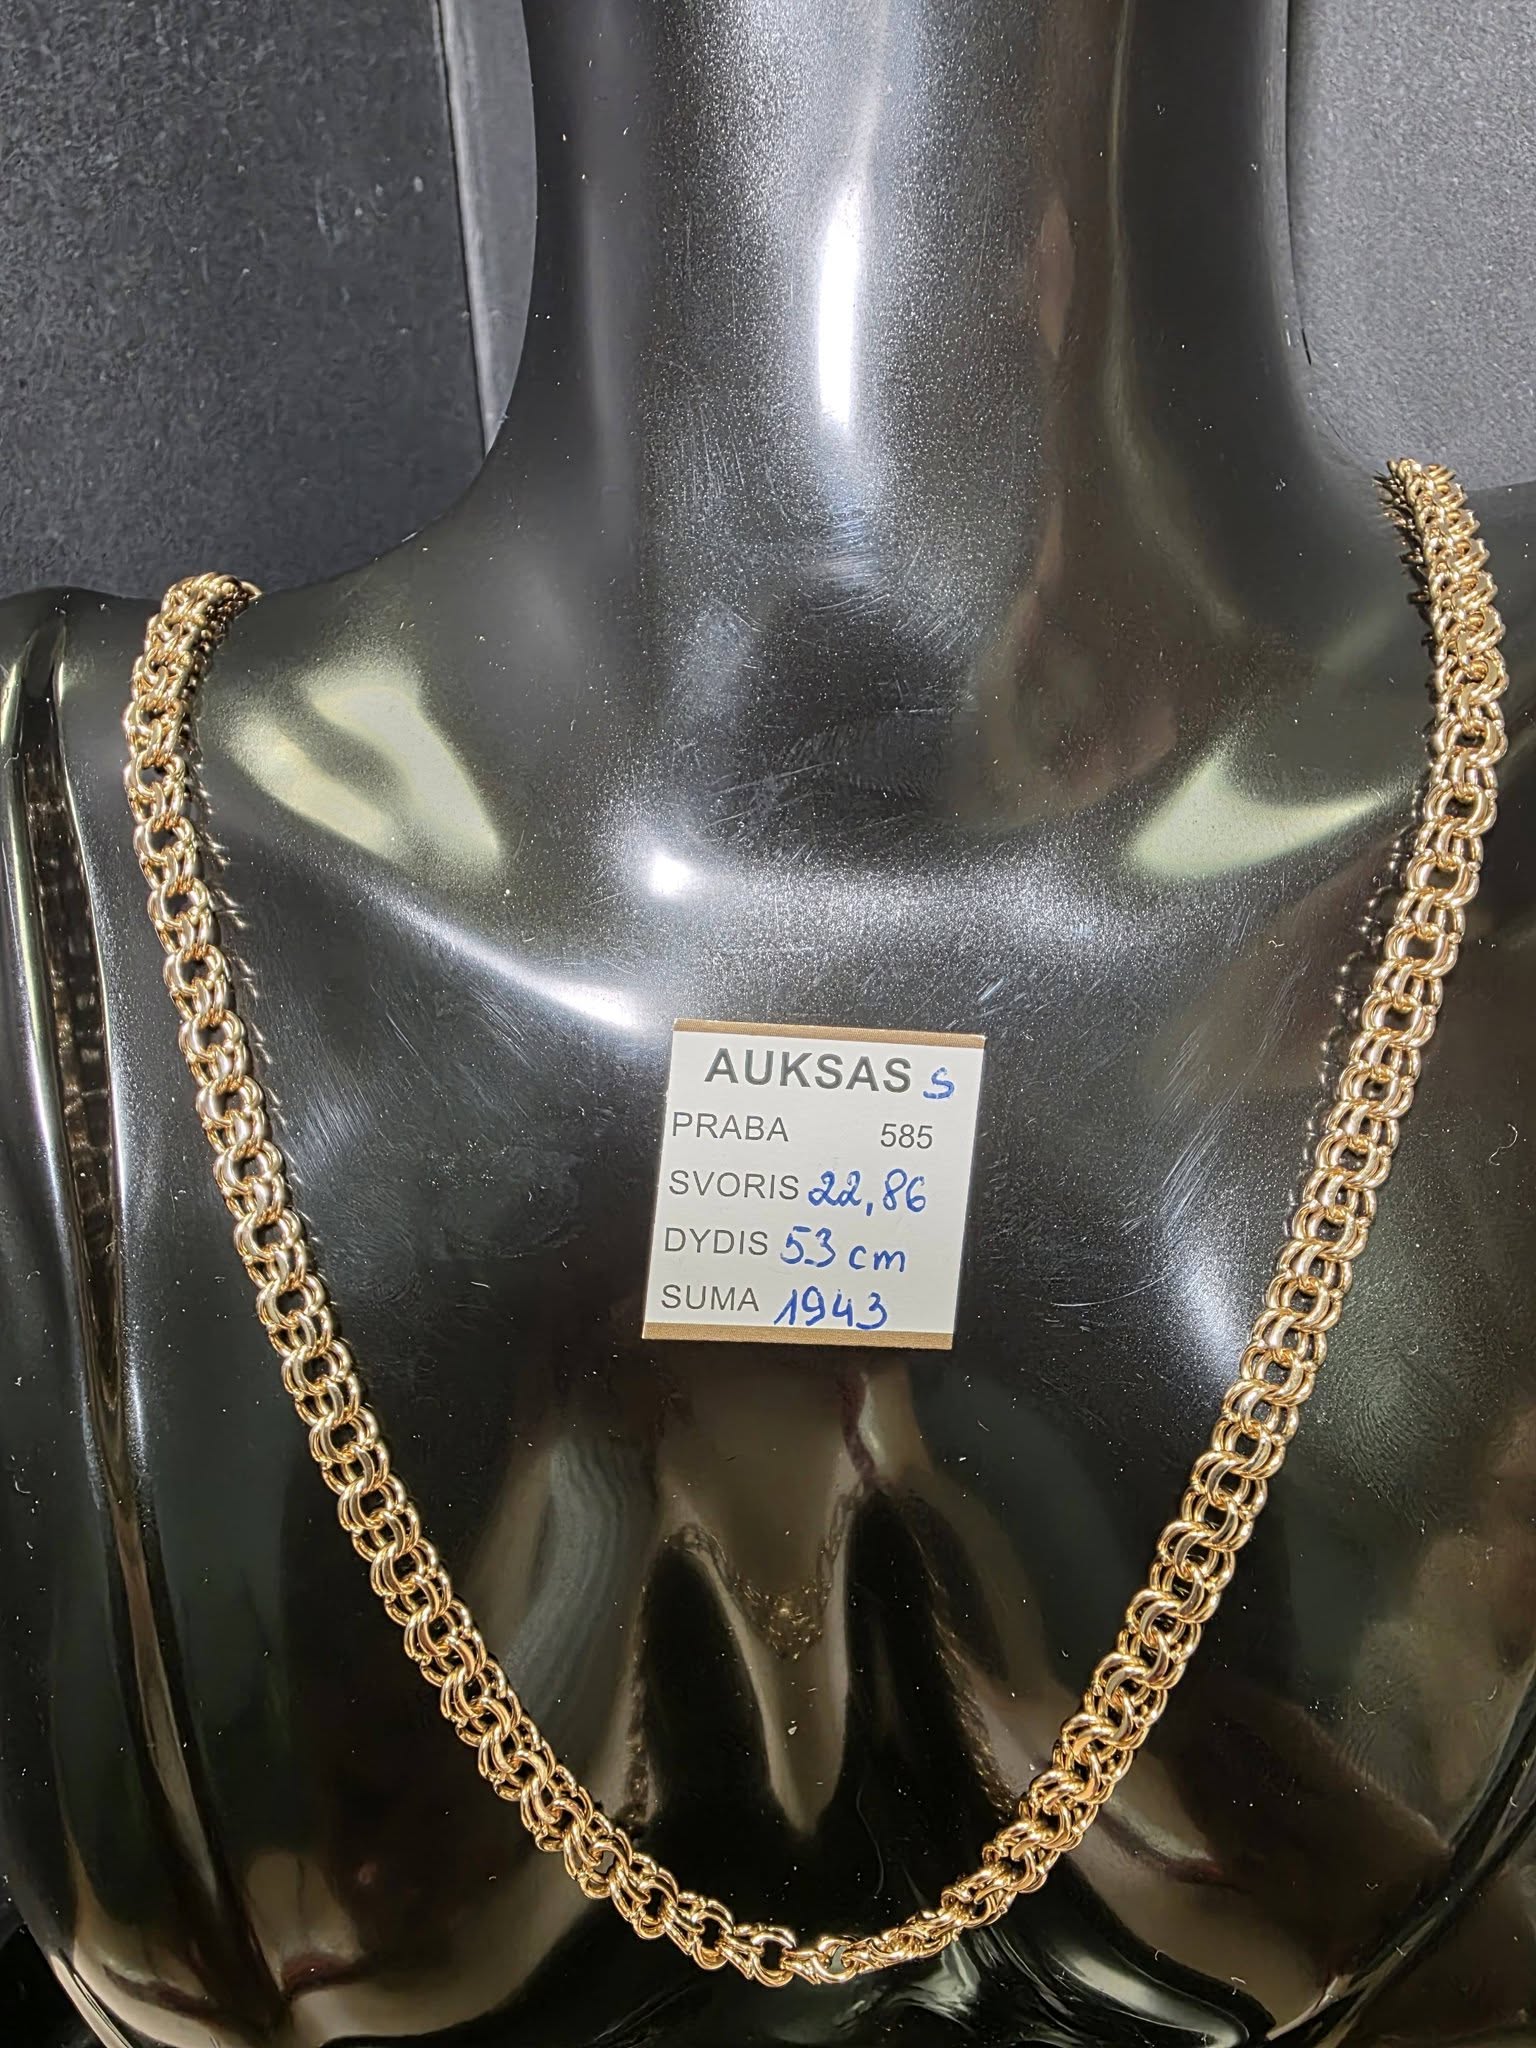 AUKSAS S
PRABA 585
SVORIS 22,86
DYDIS 53 cm
SUMA 1943